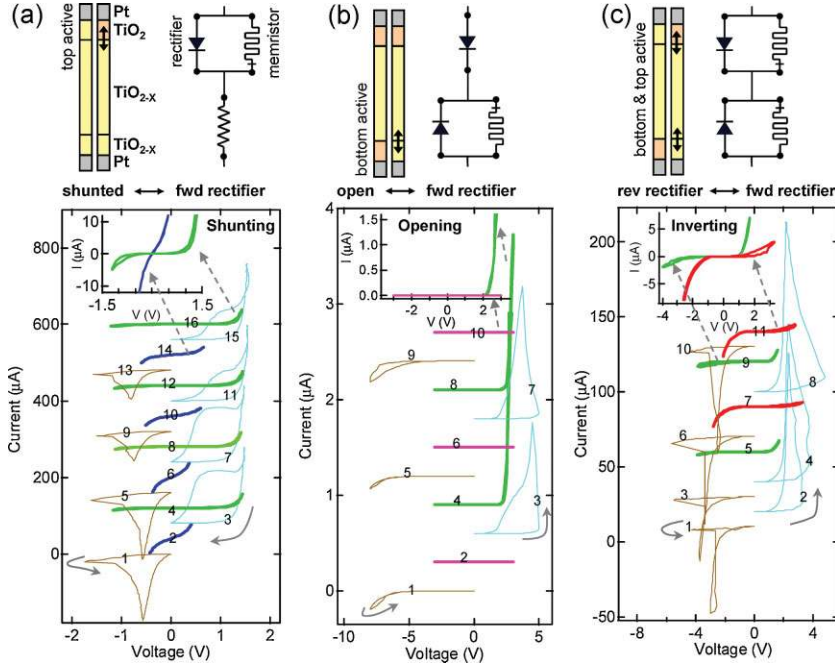 (a)
top active
Pt
TiO₂
TiO₂₋ₓ
TiO₂₋ₓ
Pt
rectifier
memristor
shunted ↔ fwd rectifier
Shunting
I (µA)
10
0
-10
-1.5
1.5
V (V)
Current (µA)
800
600
400
200
0
16
15
14
13
12
11
10
9
8
7
6
5
4
3
2
1
-2
-1
0
1
2
Voltage (V)
(b)
bottom active
open ↔ fwd rectifier
Opening
I (µA)
1.5
1.0
0.5
0.0
-2
0
2
V (V)
Current (µA)
4
3
2
1
0
10
9
8
7
6
5
4
3
2
1
-10
-5
0
5
Voltage (V)
(c)
bottom & top active
rev rectifier ↔ fwd rectifier
Inverting
I (µA)
5
0
-5
-4
-2
0
2
V (V)
Current (µA)
200
150
100
50
0
-50
11
10
9
8
7
6
5
4
3
2
1
-4
0
4
Voltage (V)